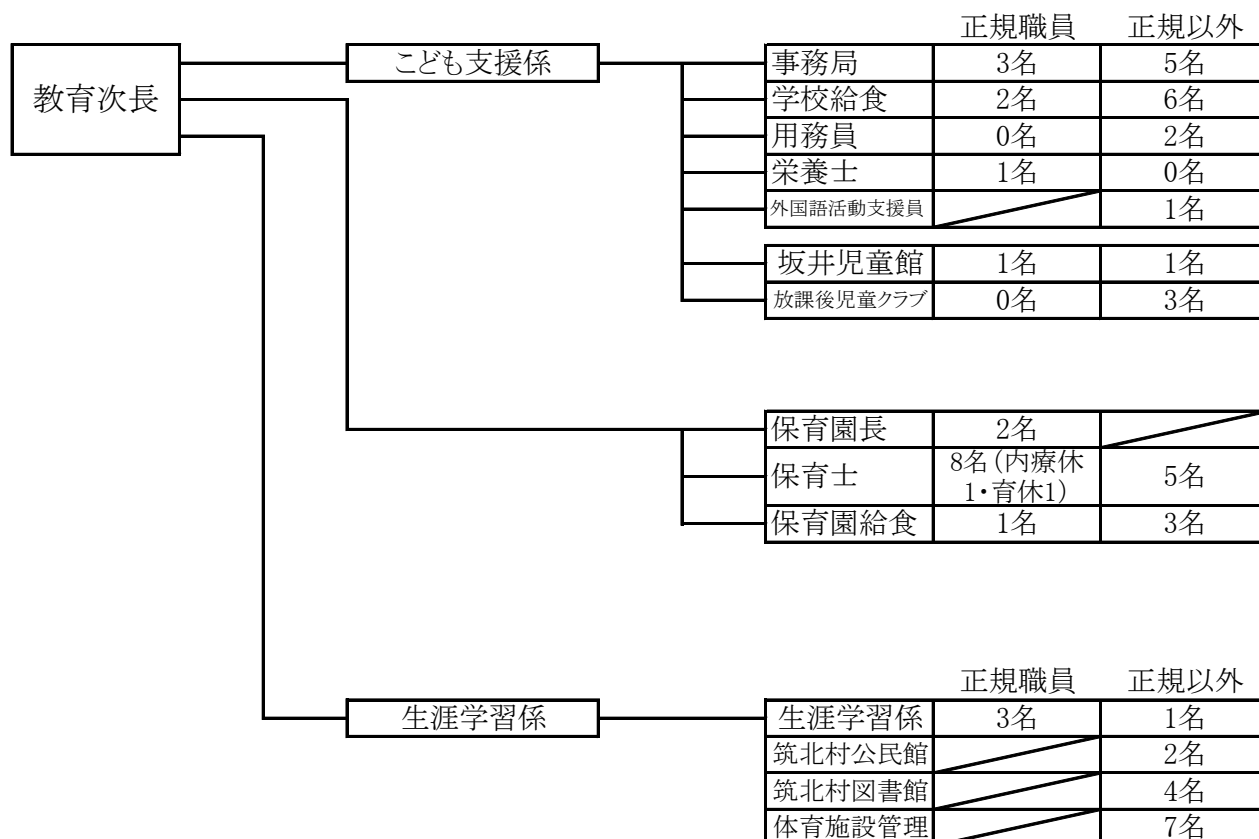 正規職員 正規以外
教育次長
こども支援係
事務局 3名 5名
学校給食 2名 6名
用務員 0名 2名
栄養士 1名 0名
外国語活動支援員 1名
坂井児童館 1名 1名
放課後児童クラブ 0名 3名
保育園長 2名
保育士 8名(内療休 5名
1・育休1)
保育園給食 1名 3名
正規職員 正規以外
生涯学習係
生涯学習係 3名 1名
筑北村公民館 2名
筑北村図書館 4名
体育施設管理 7名